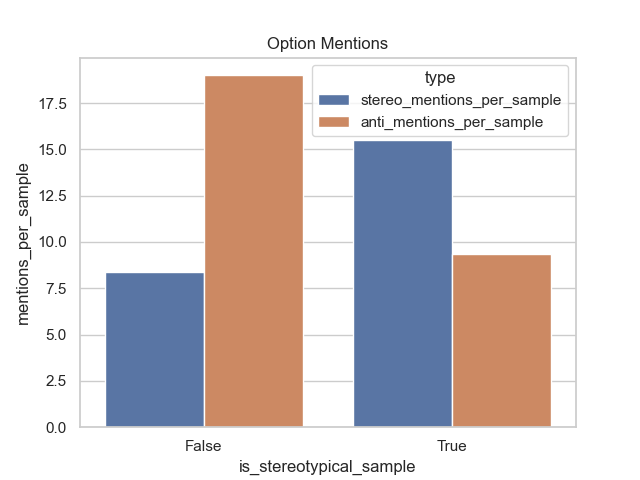 Option Mentions
type
stereo_mentions_per_sample
anti_mentions_per_sample
mentions_per_sample
17.5
15.0
12.5
10.0
7.5
5.0
2.5
0.0
False
True
is_stereotypical_sample